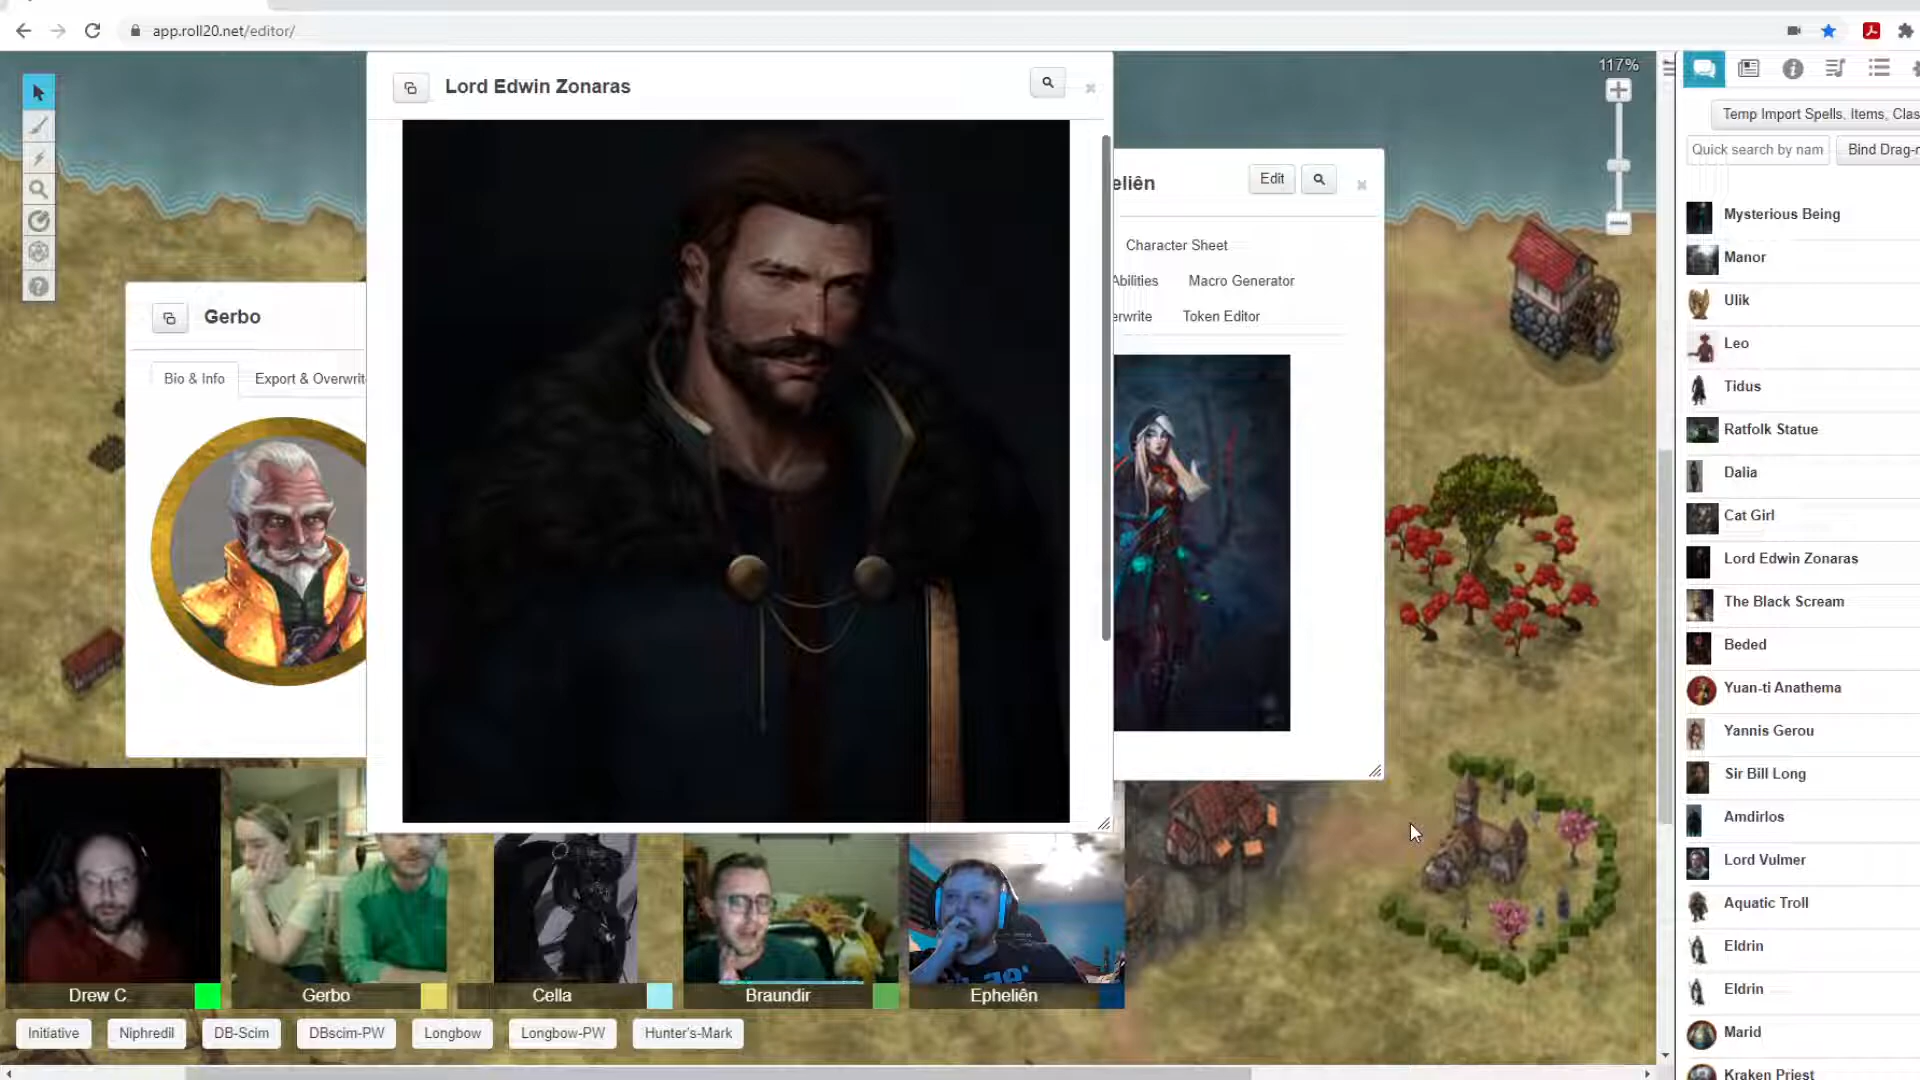 app.roll20.net/editor/
117%
Lord Edwin Zonaras
eliên
Edit
Character Sheet
Abilities
Macro Generator
erwrite
Token Editor
Gerbo
Bio & Info
Export & Overwrit
Temp Import Spells, Items, Clas
Quick search by nam
Bind Drag-n
Mysterious Being
Manor
Ulik
Leo
Tidus
Ratfolk Statue
Dalia
Cat Girl
Lord Edwin Zonaras
The Black Scream
Beded
Yuan-ti Anathema
Yannis Gerou
Sir Bill Long
Amdirlos
Lord Vulmer
Aquatic Troll
Eldrin
Eldrin
Marid
Kraken Priest
Drew C.
Gerbo
Cella
Braundir
Epheliên
Initiative
Niphredil
DB-Scim
DBscim-PW
Longbow
Longbow-PW
Hunter's-Mark